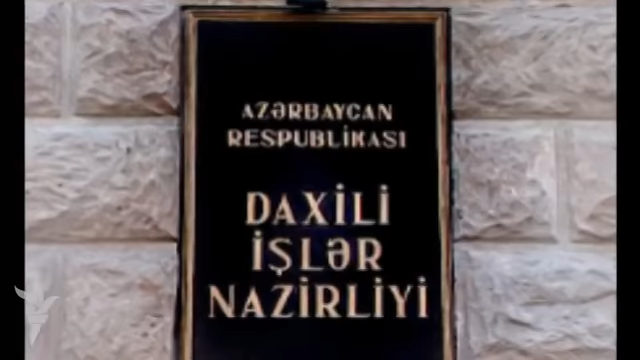 AZƏRBAYCAN
RESPUBLİKASI
DAXİLİ
İŞLƏR
NAZİRLİYİ